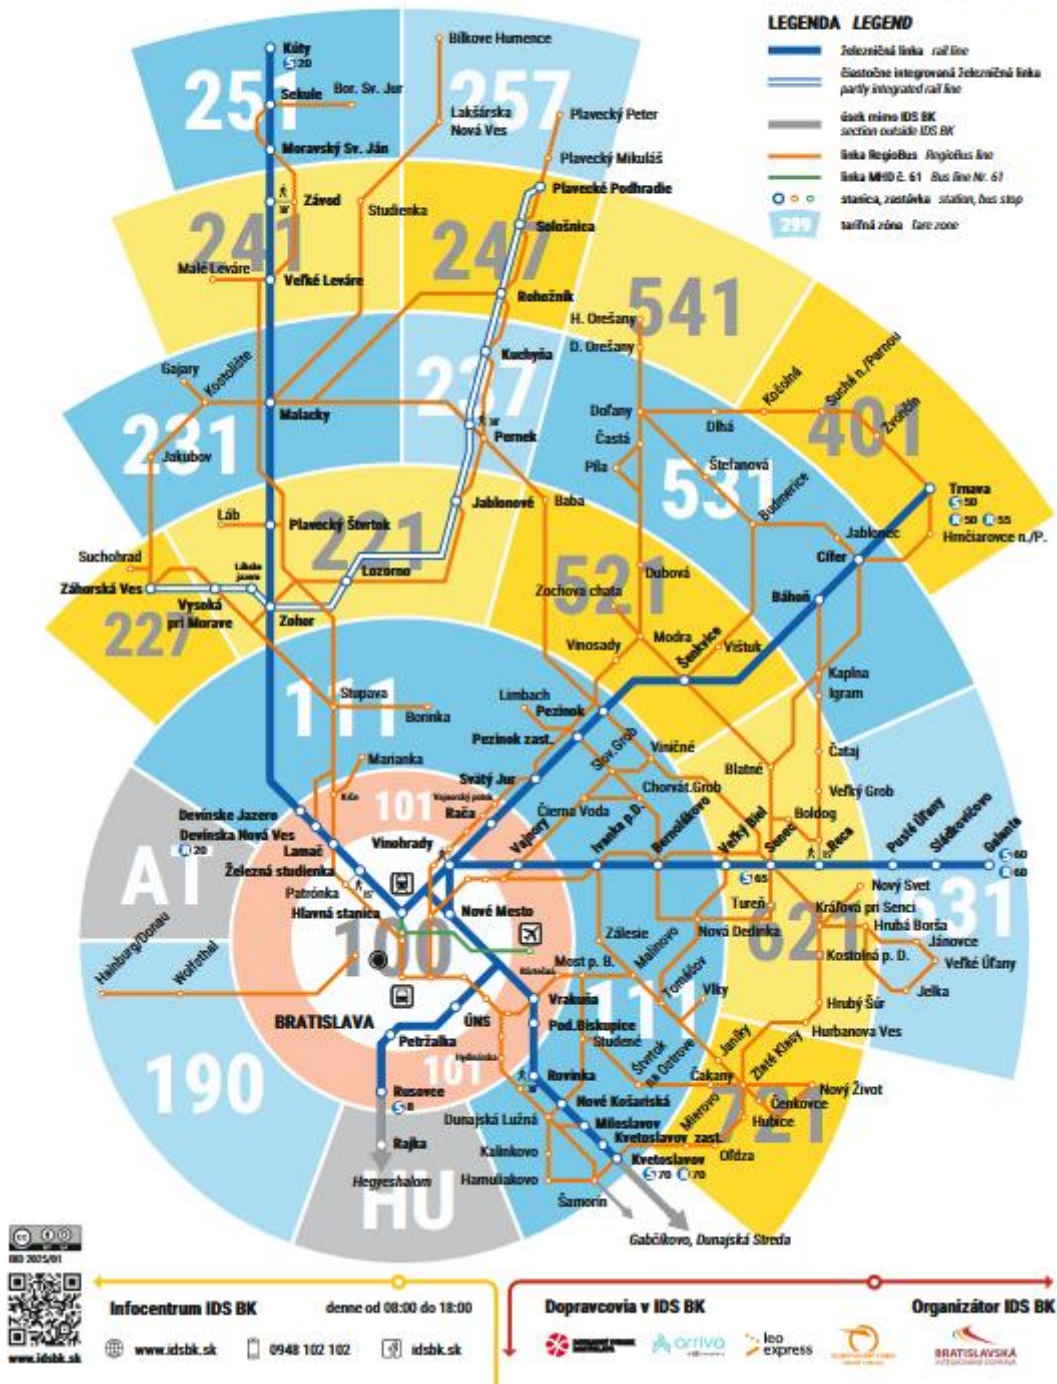 LEGENDA LEGEND
železničná linka rail line
čiastočne integrovaná železničná linka
partly integrated rail line
úsek mimo IDS BK
section outside IDS BK
linka RegioBus RegioBus line
linka MHD č. 61 Bus line Nr. 61
stanica, zastávka station, bus stop
299 tarifná zóna fare zone
251
257
241
247
541
401
231
237
531
221
521
227
111
101
100
AT
190
HU
101
111
621
631
721
Kúty
S 20
Sekule
Bor. Sv. Jur
Moravský Sv. Ján
Závod
Malé Leváre
Veľké Leváre
Studienka
Bílkove Humence
Lakšárska
Nová Ves
Plavecký Peter
Plavecký Mikuláš
Plavecké Podhradie
Sološnica
Rohožník
Kuchyňa
Pernek
Jablonové
Baba
Gajary
Kostolište
Malacky
Jakubov
Láb
Plavecký Štvrtok
Suchohrad
Záhorská Ves
Vysoká
pri Morave
Zohor
Lozorno
H. Orešany
D. Orešany
Doľany
Častá
Píla
Dlhá
Košolná
Suchá n./Parnou
Zvončín
Štefanová
Budmerice
Jablonec
Trnava
S 50
R 50 R 55
Hrnčiarovce n./P.
Cífer
Báhoň
Dubová
Zochova chata
Modra
Vinosady
Šenkvice
Vištuk
Kaplna
Igram
Čataj
Veľký Grob
Blatné
Boldog
Stupava
Borinka
Marianka
Limbach
Pezinok
Pezinok zast.
Slov.Grob
Viničné
Chorvát.Grob
Svätý Jur
Čierna Voda
Rača
Vinohrady
Vajnory
Ivanka p.D.
Bernolákovo
Veľký Biel
S 65
Senec
Reca
Pusté Úľany
Sládkovičovo
Galanta
S 60
R 60
Devínske Jazero
Devínska Nová Ves
R 20
Lamač
Železná studienka
Patrónka
Hlavná stanica
Nové Mesto
BRATISLAVA
ÚNS
Petržalka
Rusovce
S 8
Rajka
Hegyeshalom
Hainburg/Donau
Wolfsthal
Vrakuňa
Pod.Biskupice
Rovinka
Nové Košariská
Miloslavov
Kvetoslavov zast.
Kvetoslavov
S 70 R 70
Dunajská Lužná
Kalinkovo
Hamuliakovo
Šamorín
Gabčíkovo, Dunajská Streda
Zálesie
Malinovo
Most p. B.
Tomášov
Vlky
Studené
Štvrtok
na Ostrove
Janíky
Čakany
Zlaté Klasy
Mierovo
Oľdza
Hubice
Čenkovce
Nový Život
Tureň
Nová Dedinka
Nový Svet
Kráľová pri Senci
Hrubá Borša
Jánovce
Kostolná p. D.
Veľké Úľany
Jelka
Hrubý Šúr
Hurbanova Ves
www.idsbk.sk
Infocentrum IDS BK
denne od 08:00 do 18:00
www.idsbk.sk
0948 102 102
idsbk.sk
Dopravcovia v IDS BK
arriva
leo
express
Organizátor IDS BK
BRATISLAVSKÁ